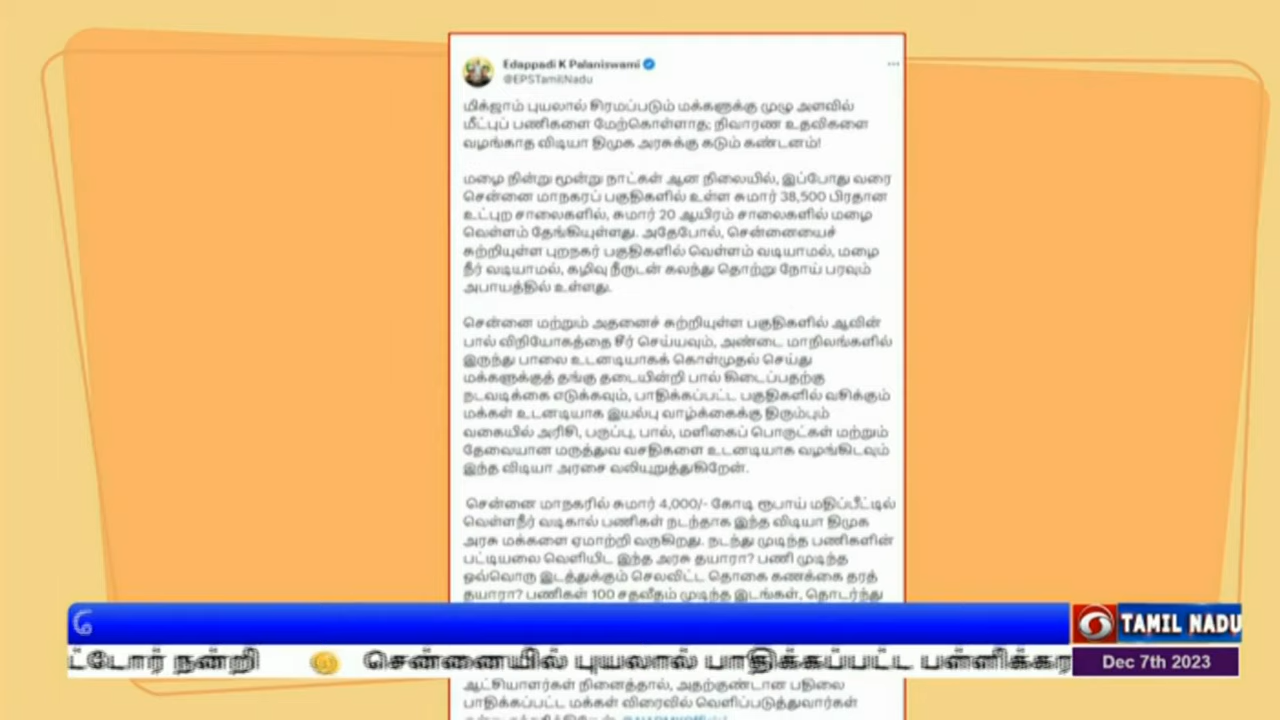 Edappadi K Palaniswami
@EPSTamilNadu
மிக்ஜாம் புயலால் சிரமப்படும் மக்களுக்கு முழு அளவில்
மீட்புப் பணிகளை மேற்கொள்ளாத; நிவாரண உதவிகளை
வழங்காத விடியா திமுக அரசுக்கு கடும் கண்டனம்!
மழை நின்று மூன்று நாட்கள் ஆன நிலையில், இப்போது வரை
சென்னை மாநகரப் பகுதிகளில் உள்ள சுமார் 38,500 பிரதான
உட்புற சாலைகளில், சுமார் 20 ஆயிரம் சாலைகளில் மழை
வெள்ளம் தேங்கியுள்ளது. அதேபோல், சென்னையைச்
சுற்றியுள்ள புறநகர் பகுதிகளில் வெள்ளம் வடியாமல், மழை
நீர் வடியாமல், கழிவு நீருடன் கலந்து தொற்று நோய் பரவும்
அபாயத்தில் உள்ளது.
சென்னை மற்றும் அதனைச் சுற்றியுள்ள பகுதிகளில் ஆவின்
பால் விநியோகத்தை சீர் செய்யவும், அண்டை மாநிலங்களில்
இருந்து பாலை உடனடியாகக் கொள்முதல் செய்து
மக்களுக்குத் தங்கு தடையின்றி பால் கிடைப்பதற்கு
நடவடிக்கை எடுக்கவும், பாதிக்கப்பட்ட பகுதிகளில் வசிக்கும்
மக்கள் உடனடியாக இயல்பு வாழ்க்கைக்கு திரும்பும்
வகையில் அரிசி, பருப்பு, பால், மளிகைப் பொருட்கள் மற்றும்
தேவையான மருத்துவ வசதிகளை உடனடியாக வழங்கிடவும்
இந்த விடியா அரசை வலியுறுத்துகிறேன்.
சென்னை மாநகரில் சுமார் 4,000/- கோடி ரூபாய் மதிப்பீட்டில்
வெள்ளநீர் வடிகால் பணிகள் நடந்தாக இந்த விடியா திமுக
அரசு மக்களை ஏமாற்றி வருகிறது. நடந்து முடிந்த பணிகளின்
பட்டியலை வெளியிட இந்த அரசு தயாரா? பணி முடிந்த
ஒவ்வொரு இடத்துக்கும் செலவிட்ட தொகை கணக்கை தரத்
தயாரா? பணிகள் 100 சதவீதம் முடிந்த இடங்கள், தொடர்ந்து
TAMIL NADU
ட்டோர் நன்றி சென்னையில் புயலால் பாதிக்கப்பட்ட பள்ளிக்கர
Dec 7th 2023
ஆட்சியாளர்கள் நினைத்தால், அதற்குண்டான பதிலை
பாதிக்கப்பட்ட மக்கள் விரைவில் வெளிப்படுத்துவார்கள்